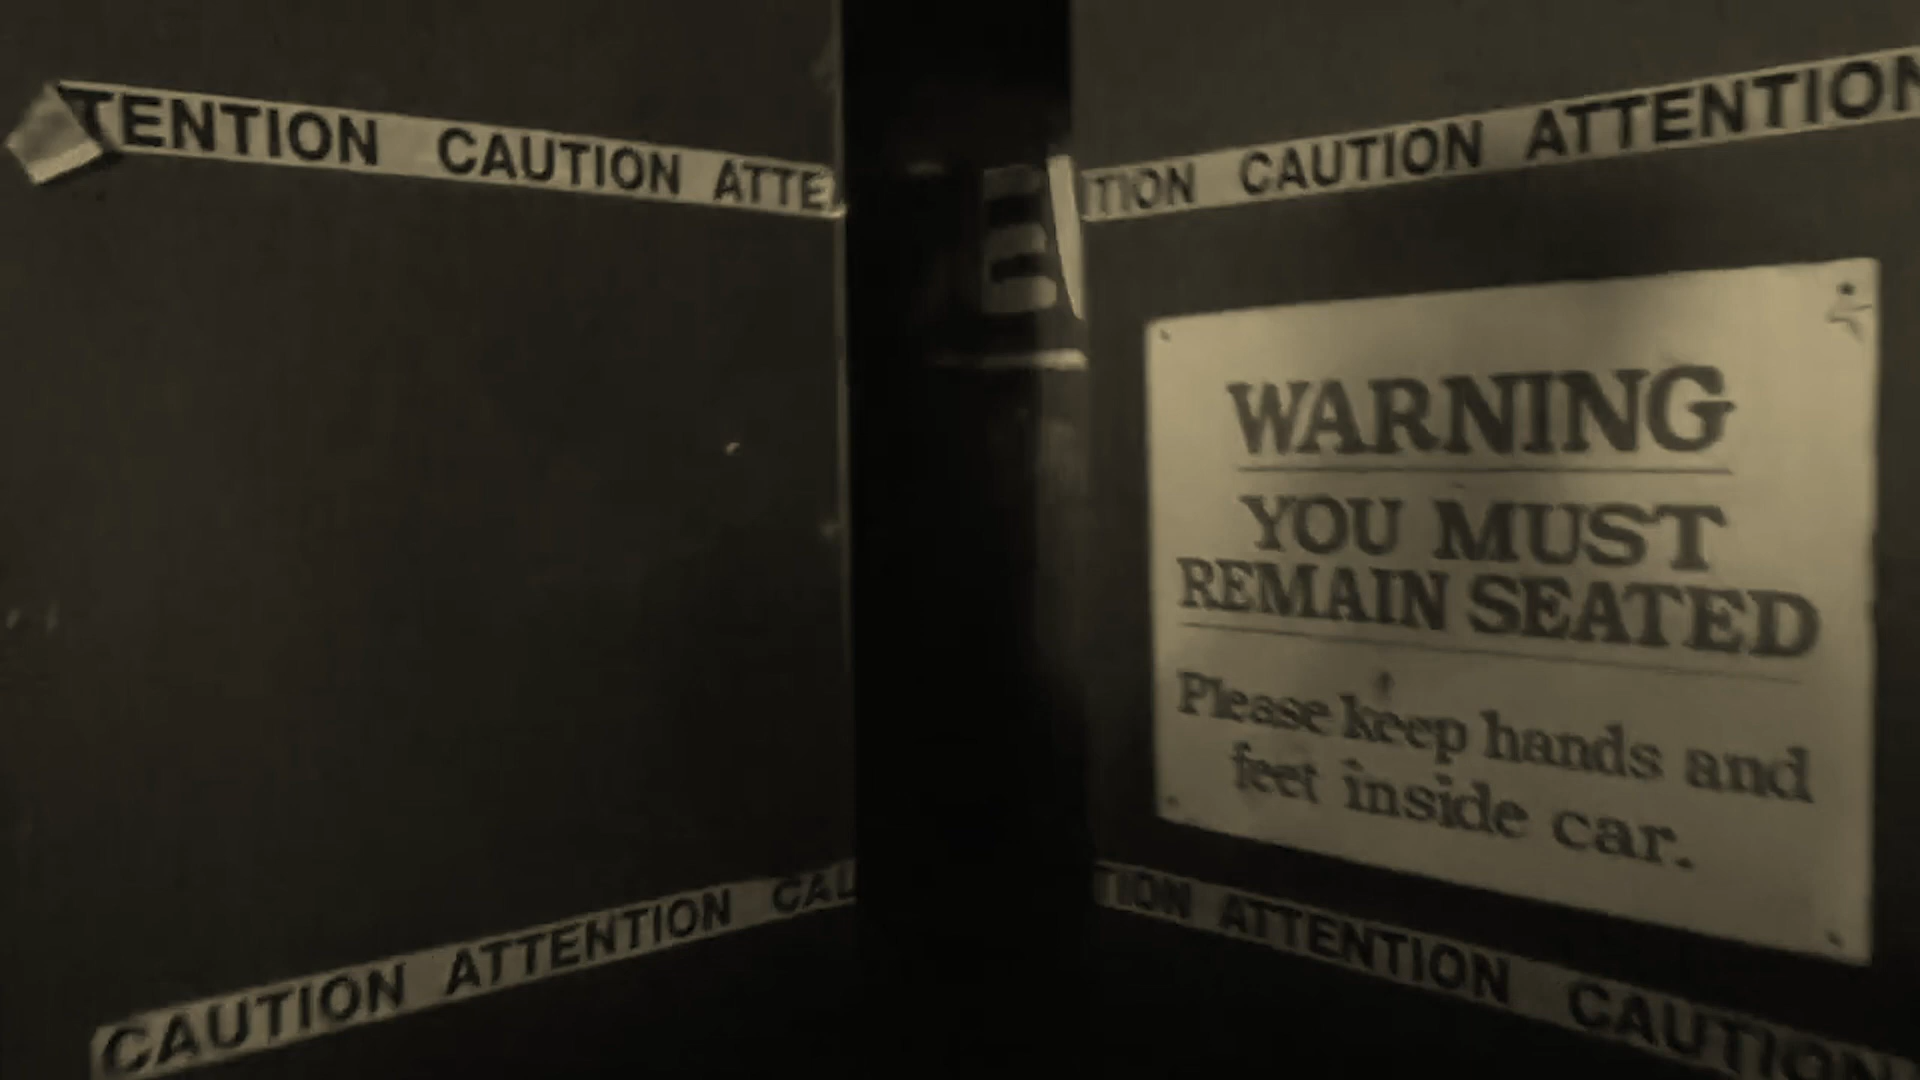 TENTION CAUTION ATTE
TION CAUTION ATTENTION
E
WARNING
YOU MUST
REMAIN SEATED
Please keep hands and
feet inside car.
CAUTION ATTENTION CAU
TION ATTENTION CAUTION